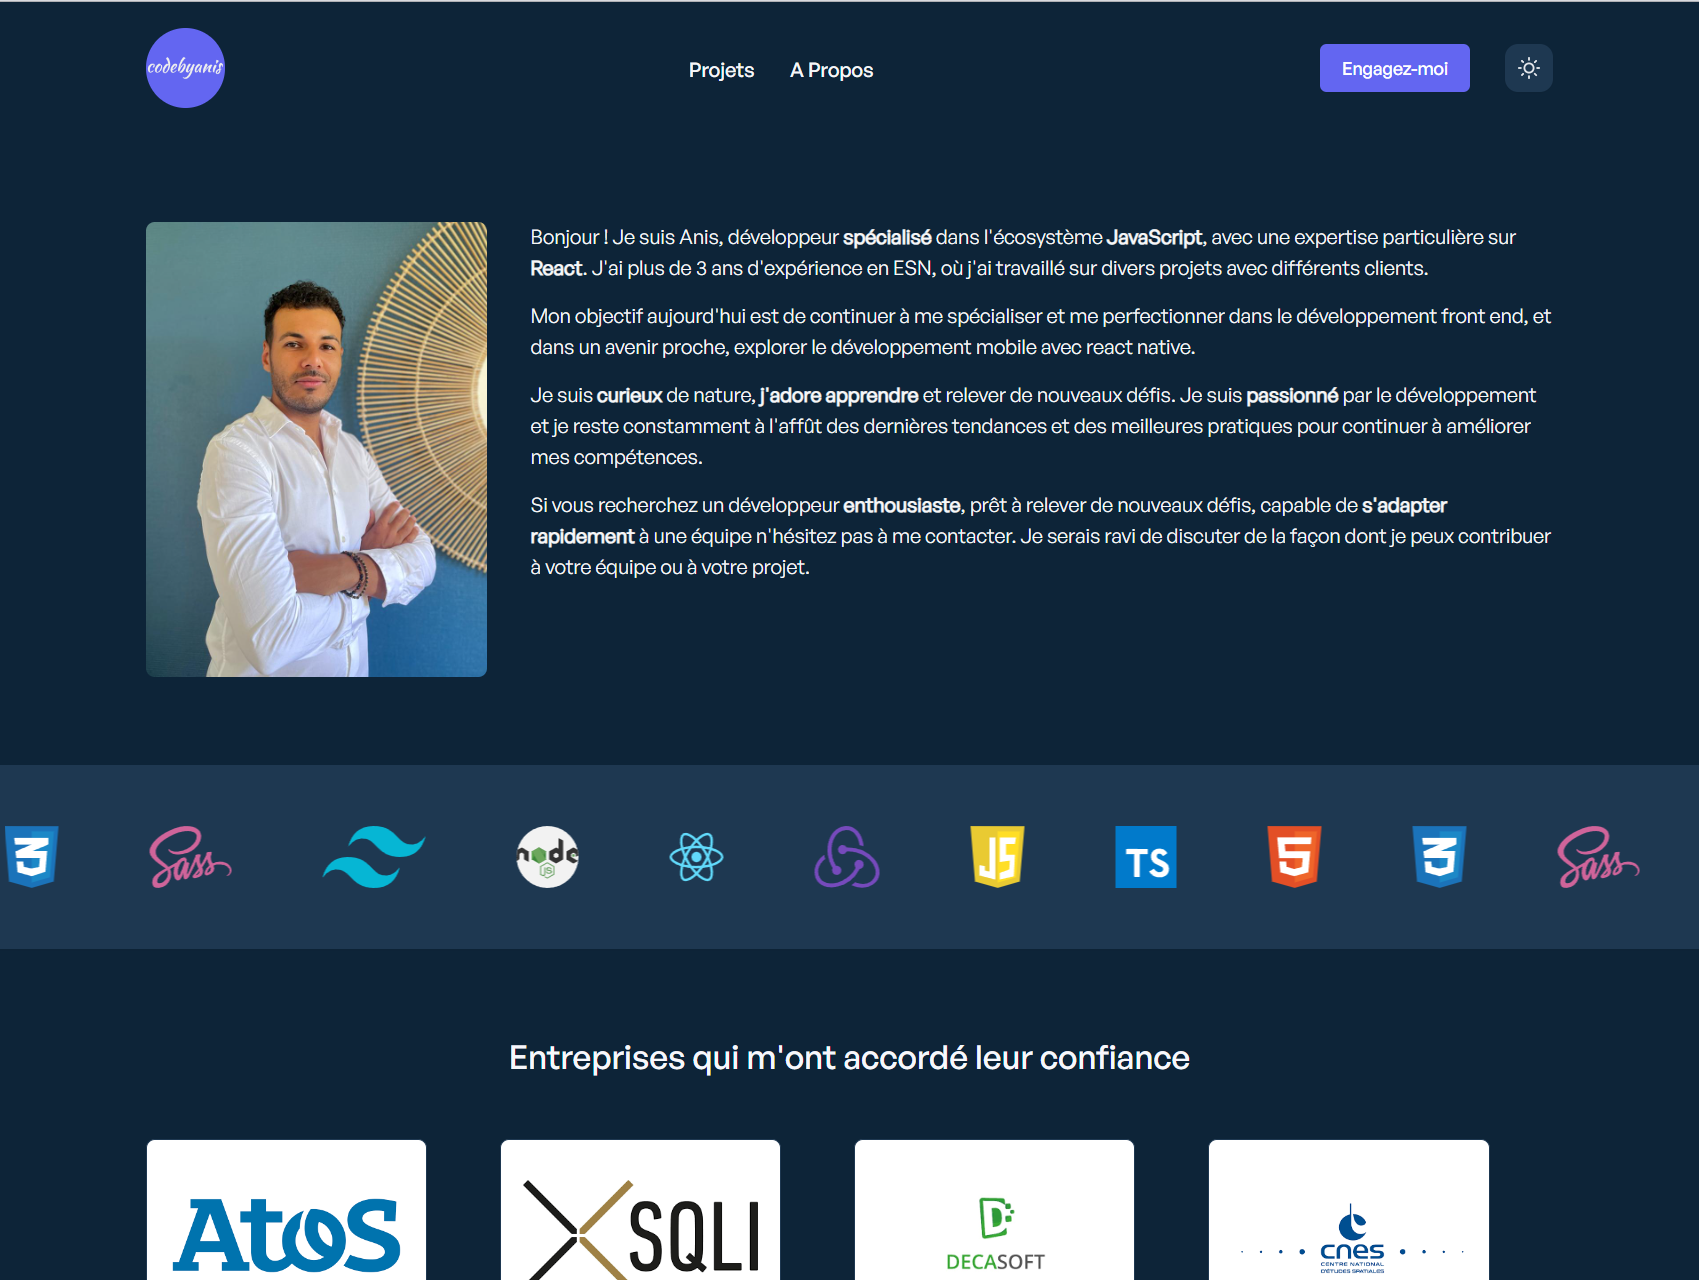 codebyanis
Projets
A Propos
Engagez-moi
Bonjour ! Je suis Anis, développeur spécialisé dans l'écosystème JavaScript, avec une expertise particulière sur
React. J'ai plus de 3 ans d'expérience en ESN, où j'ai travaillé sur divers projets avec différents clients.
Mon objectif aujourd'hui est de continuer à me spécialiser et me perfectionner dans le développement front end, et
dans un avenir proche, explorer le développement mobile avec react native.
Je suis curieux de nature, j'adore apprendre et relever de nouveaux défis. Je suis passionné par le développement
et je reste constamment à l'affût des dernières tendances et des meilleures pratiques pour continuer à améliorer
mes compétences.
Si vous recherchez un développeur enthousiaste, prêt à relever de nouveaux défis, capable de s'adapter
rapidement à une équipe n'hésitez pas à me contacter. Je serais ravi de discuter de la façon dont je peux contribuer
à votre équipe ou à votre projet.
3
Sass
node
JS
JS
TS
5
3
Sass
Entreprises qui m'ont accordé leur confiance
Atos
SQLI
DECASOFT
cnes
CENTRE NATIONAL
D'ÉTUDES SPATIALES